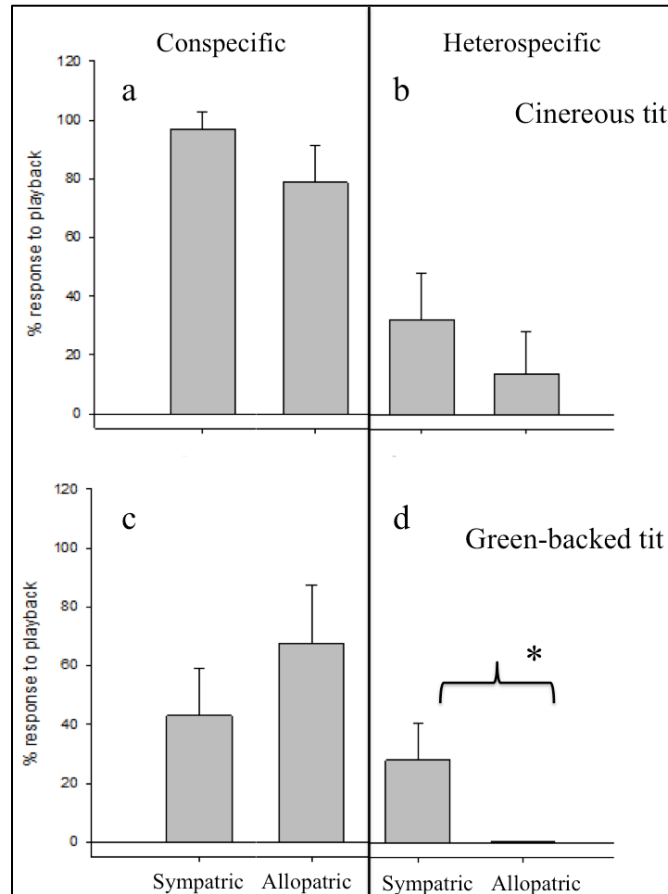 Conspecific
Heterospecific
120
100
80
60
40
20
0
% response to playback
a
b
Cinereous tit
120
100
80
60
40
20
0
% response to playback
c
d
Green-backed tit
*
Sympatric
Allopatric
Sympatric
Allopatric